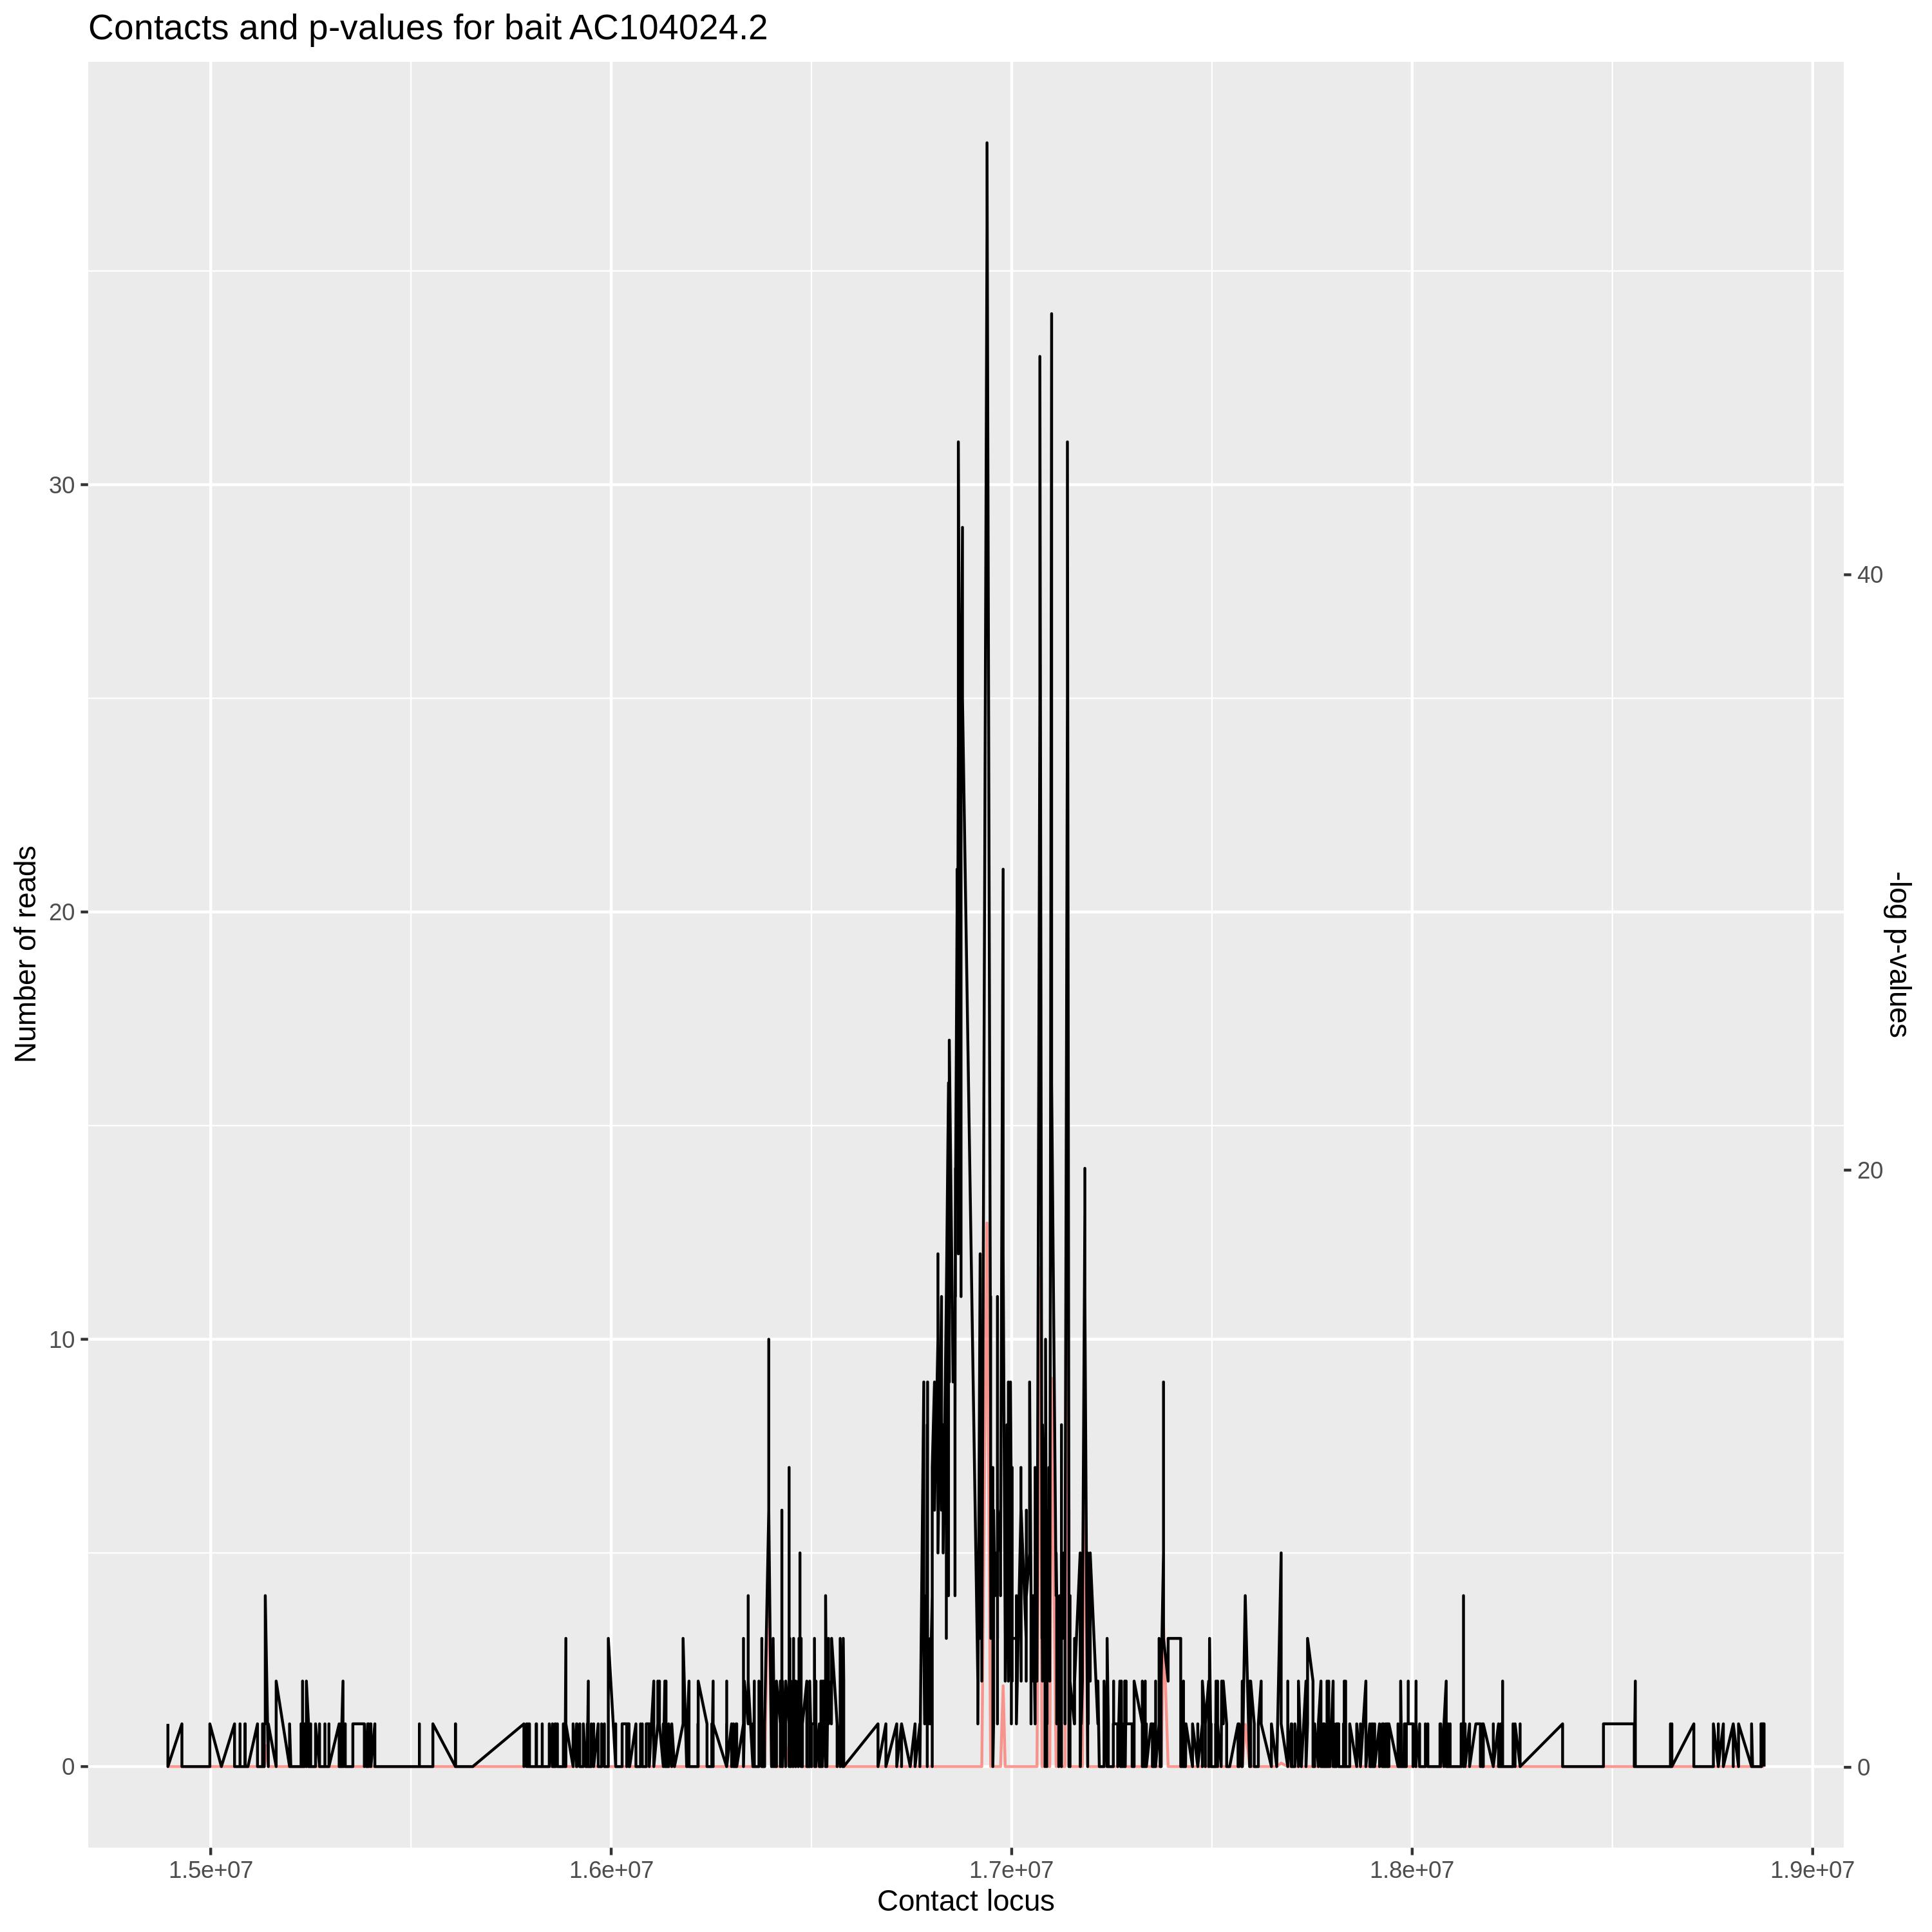 Contacts and p-values for bait AC104024.2
Number of reads
30
20
10
0
40
20
0
-log p-values
1.5e+07
1.6e+07
1.7e+07
1.8e+07
1.9e+07
Contact locus